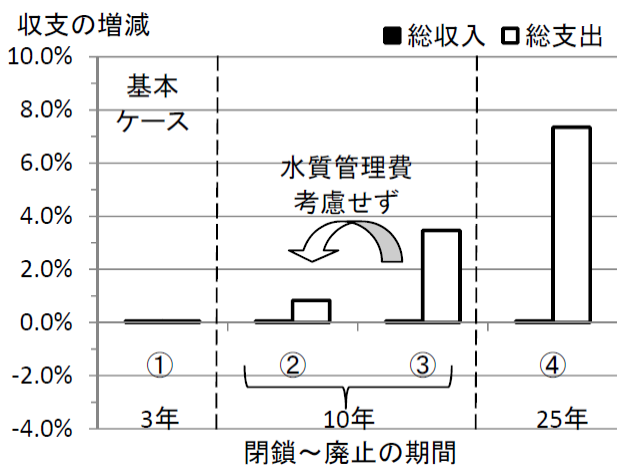 収支の増減
■総収入 □総支出
10.0%
8.0%
6.0%
4.0%
2.0%
0.0%
-2.0%
-4.0%
基本
ケース
水質管理費
考慮せず
① ② ③ ④
3年 10年 25年
閉鎖～廃止の期間